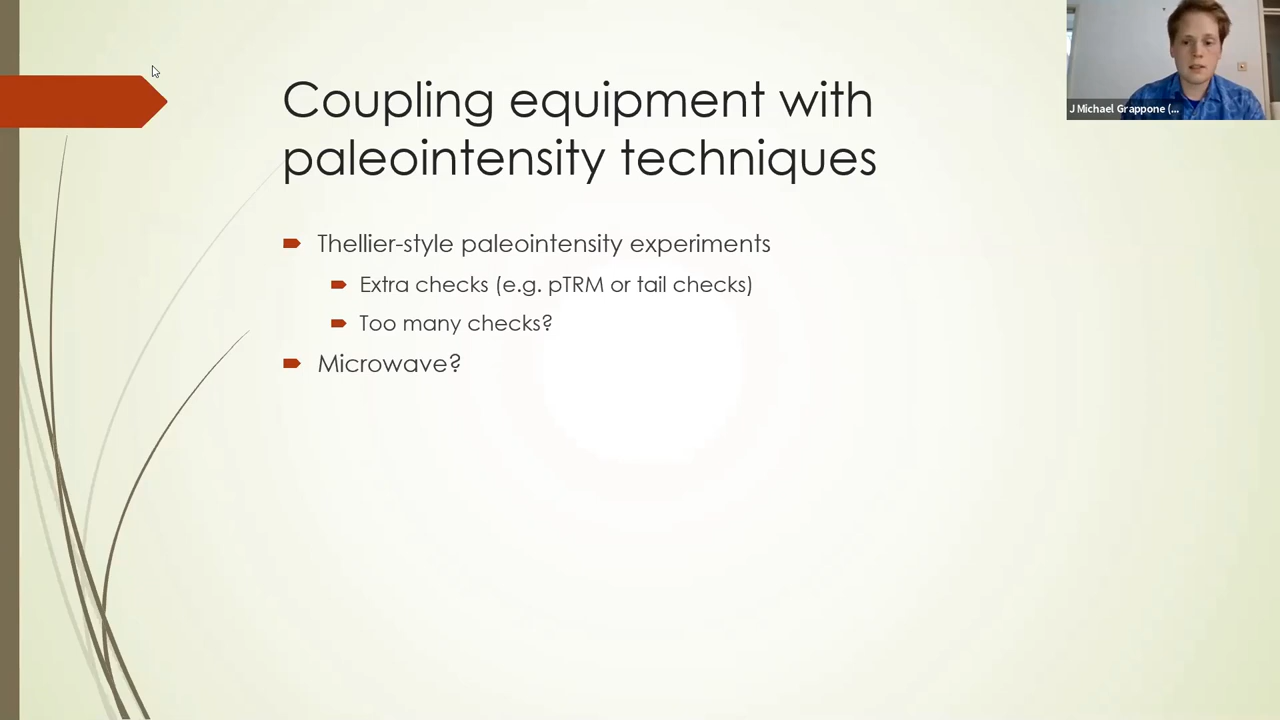 Coupling equipment with
paleointensity techniques
Thellier-style paleointensity experiments
Extra checks (e.g. pTRM or tail checks)
Too many checks?
Microwave?
J Michael Grappone (...